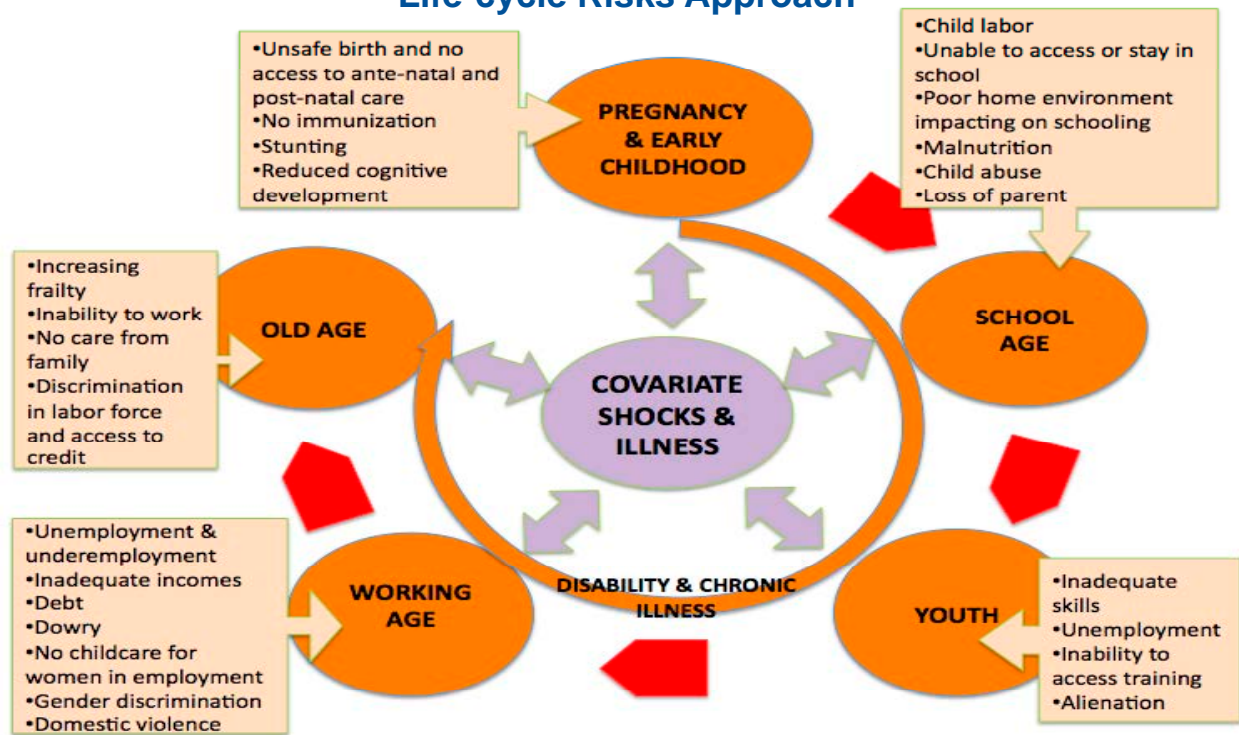 Life-cycle Risks Approach
•Unsafe birth and no
access to ante-natal and
post-natal care
•No immunization
•Stunting
•Reduced cognitive
development
PREGNANCY
& EARLY
CHILDHOOD
•Child labor
•Unable to access or stay in
school
•Poor home environment
impacting on schooling
•Malnutrition
•Child abuse
•Loss of parent
•Increasing
frailty
•Inability to work
•No care from
family
•Discrimination
in labor force
and access to
credit
OLD AGE
COVARIATE
SHOCKS &
ILLNESS
SCHOOL
AGE
•Unemployment &
underemployment
•Inadequate incomes
•Debt
•Dowry
•No childcare for
women in employment
•Gender discrimination
•Domestic violence
WORKING
AGE
DISABILITY & CHRONIC
ILLNESS
YOUTH
•Inadequate
skills
•Unemployment
•Inability to
access training
•Alienation